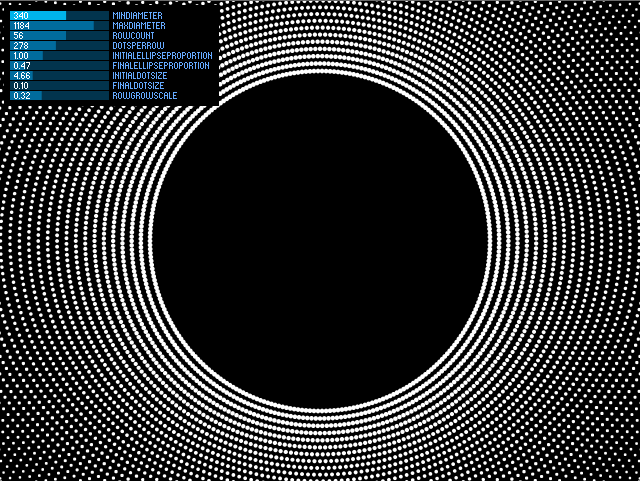 340 MINDIAMETER
1184 MAXDIAMETER
56 ROWCOUNT
278 DOTSPERROW
1.00 INITIALELLIPSEPROPORTION
0.47 FINALELLIPSEPROPORTION
4.66 INITIALDOTSIZE
0.10 FINALDOTSIZE
0.32 ROWGROWSCALE